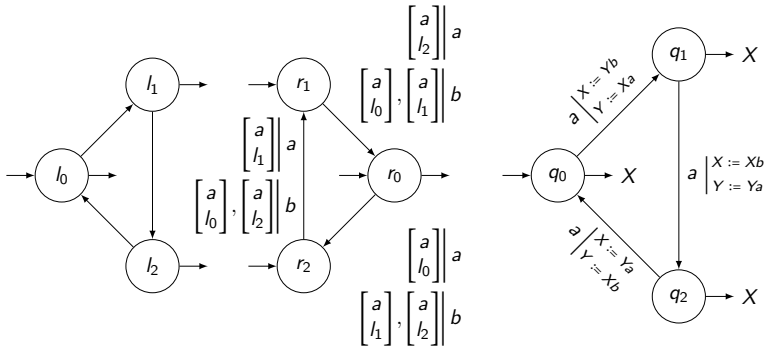 l₀
l₁
l₂
r₁
r₀
r₂
[a l₂] | a
[a l₀], [a l₁] | b
[a l₁] | a
[a l₀], [a l₂] | b
[a l₀] | a
[a l₁], [a l₂] | b
q₀
X
q₁
X
q₂
X
a | X := Yb
Y := Xa
a | X := Xb
Y := Ya
a | X := Ya
Y := Xb